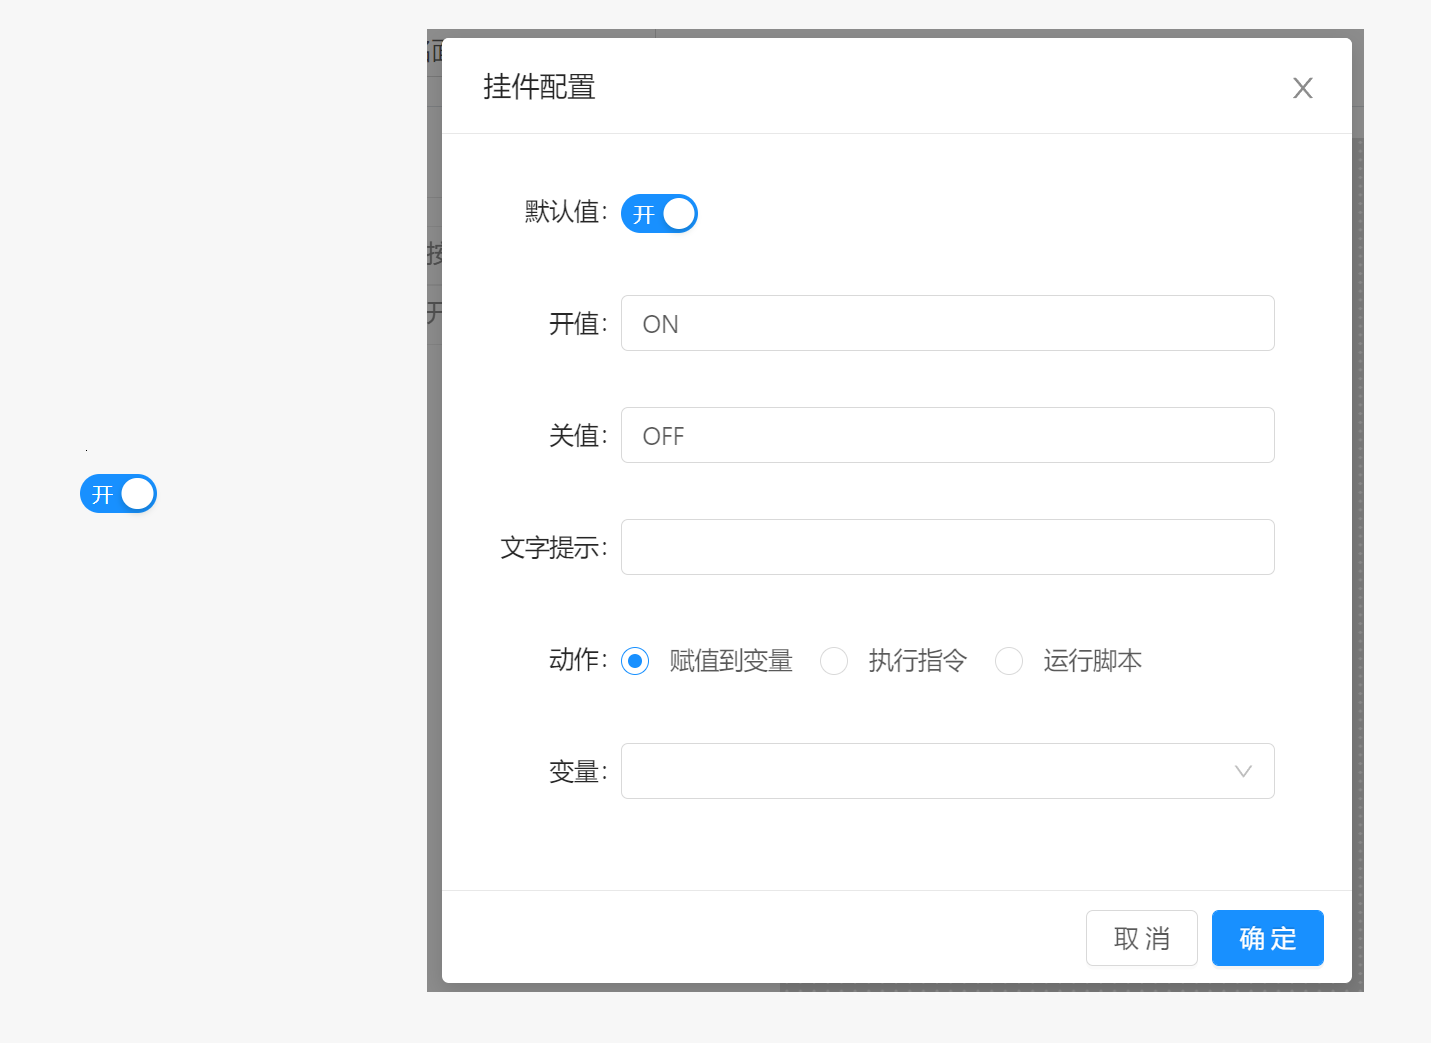 挂件配置
默认值： 开
开值： ON
关值： OFF
文字提示：
动作： 赋值到变量 执行指令 运行脚本
变量：
取 消 确 定
开